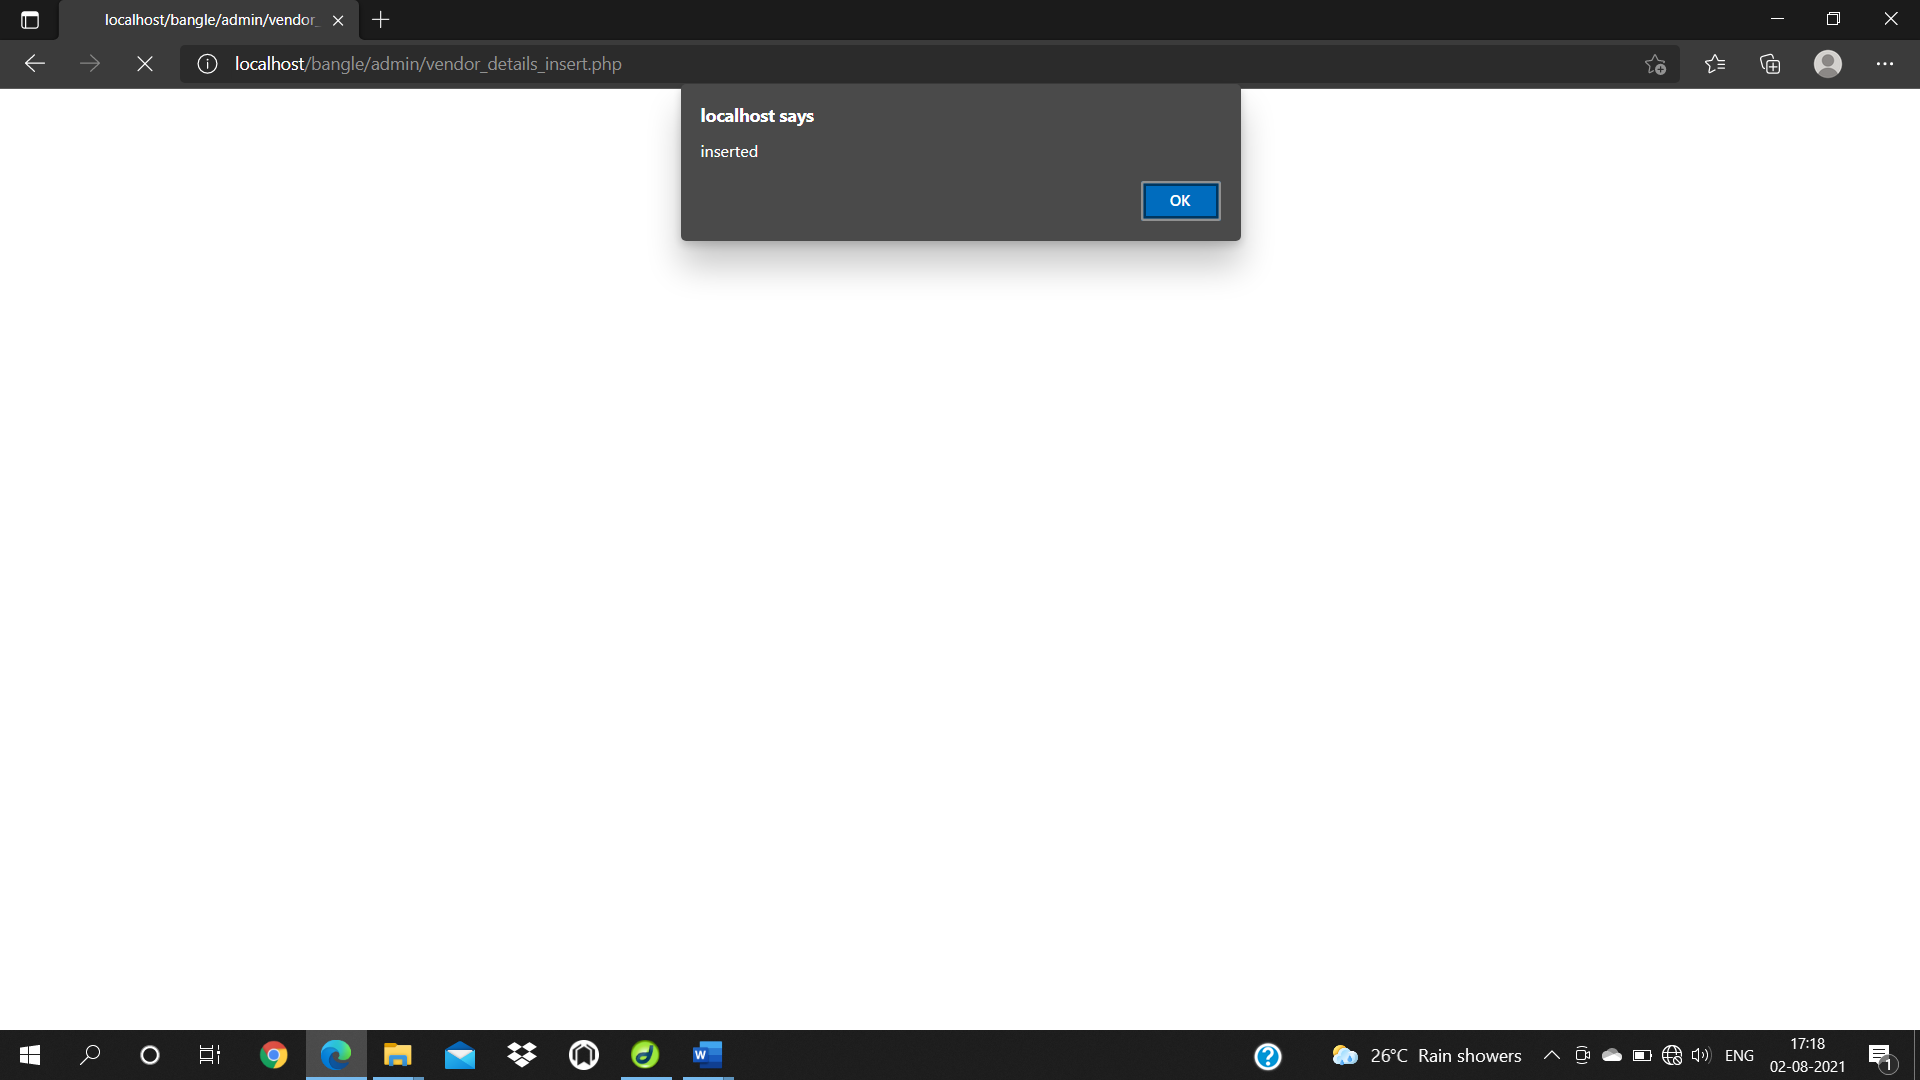 localhost/bangle/admin/vendor_
localhost/bangle/admin/vendor_details_insert.php
localhost says
inserted
OK
26°C Rain showers
ENG
17:18
02-08-2021
1